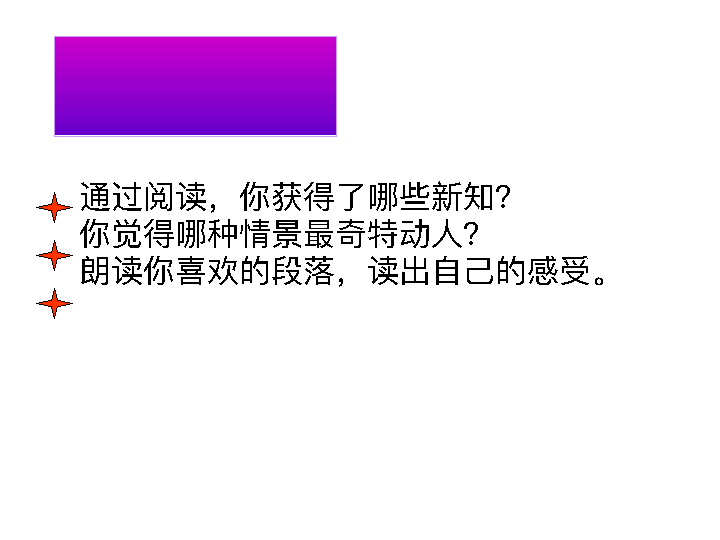 通过阅读，你获得了哪些新知？
你觉得哪种情景最奇特动人？
朗读你喜欢的段落，读出自己的感受。